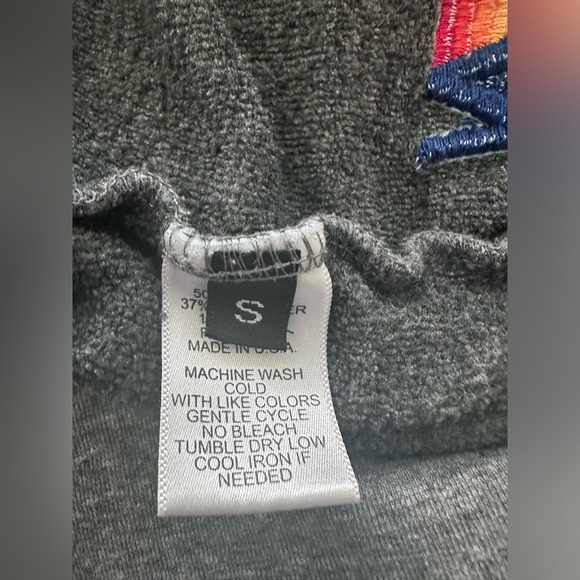 S
37%
MADE IN U.S.A.
MACHINE WASH
COLD
WITH LIKE COLORS
GENTLE CYCLE
NO BLEACH
TUMBLE DRY LOW
COOL IRON IF
NEEDED